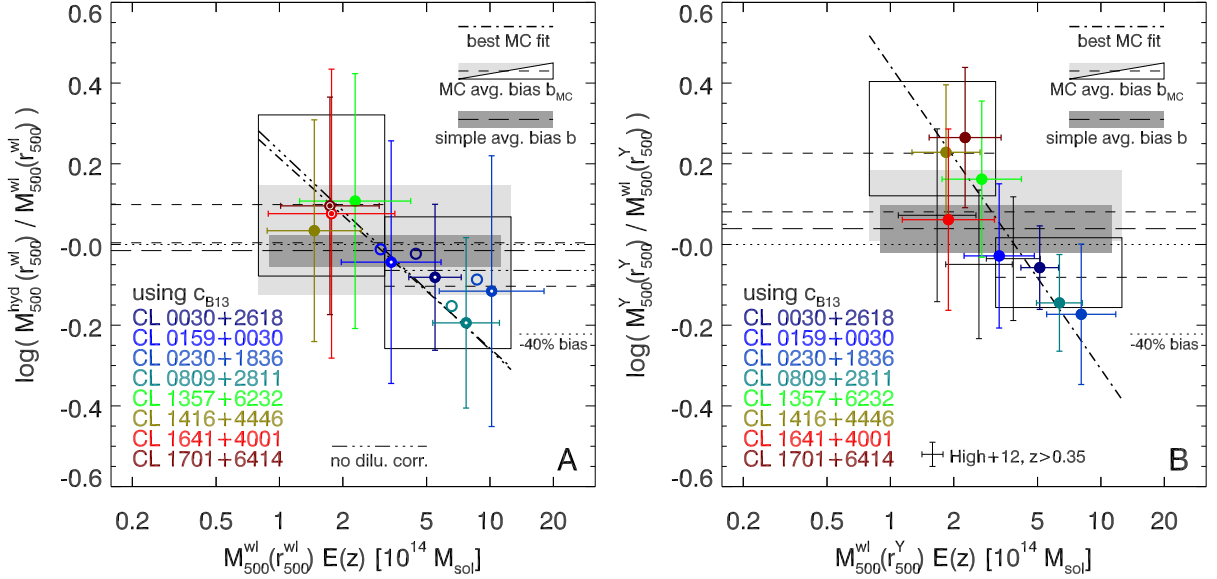 log( M^hyd_500 (r^wl_500) / M^wl_500 (r^wl_500) )
0.6
0.4
0.2
-0.0
-0.2
-0.4
-0.6
best MC fit
MC avg. bias b_MC
simple avg. bias b
using c_B13
CL 0030+2618
CL 0159+0030
CL 0230+1836
CL 0809+2811
CL 1357+6232
CL 1416+4446
CL 1641+4001
CL 1701+6414
-40% bias
no dilu. corr.
A
0.2 1 2 5 10 20
M^wl_500(r^wl_500) E(z) [10^14 M_sol]
log( M^Y_500 (r^Y_500) / M^wl_500 (r^Y_500) )
0.6
0.4
0.2
-0.0
-0.2
-0.4
-0.6
best MC fit
MC avg. bias b_MC
simple avg. bias b
using c_B13
CL 0030+2618
CL 0159+0030
CL 0230+1836
CL 0809+2811
CL 1357+6232
CL 1416+4446
CL 1641+4001
CL 1701+6414
-40% bias
High+12, z>0.35
B
0.2 1 2 5 10 20
M^wl_500(r^Y_500) E(z) [10^14 M_sol]